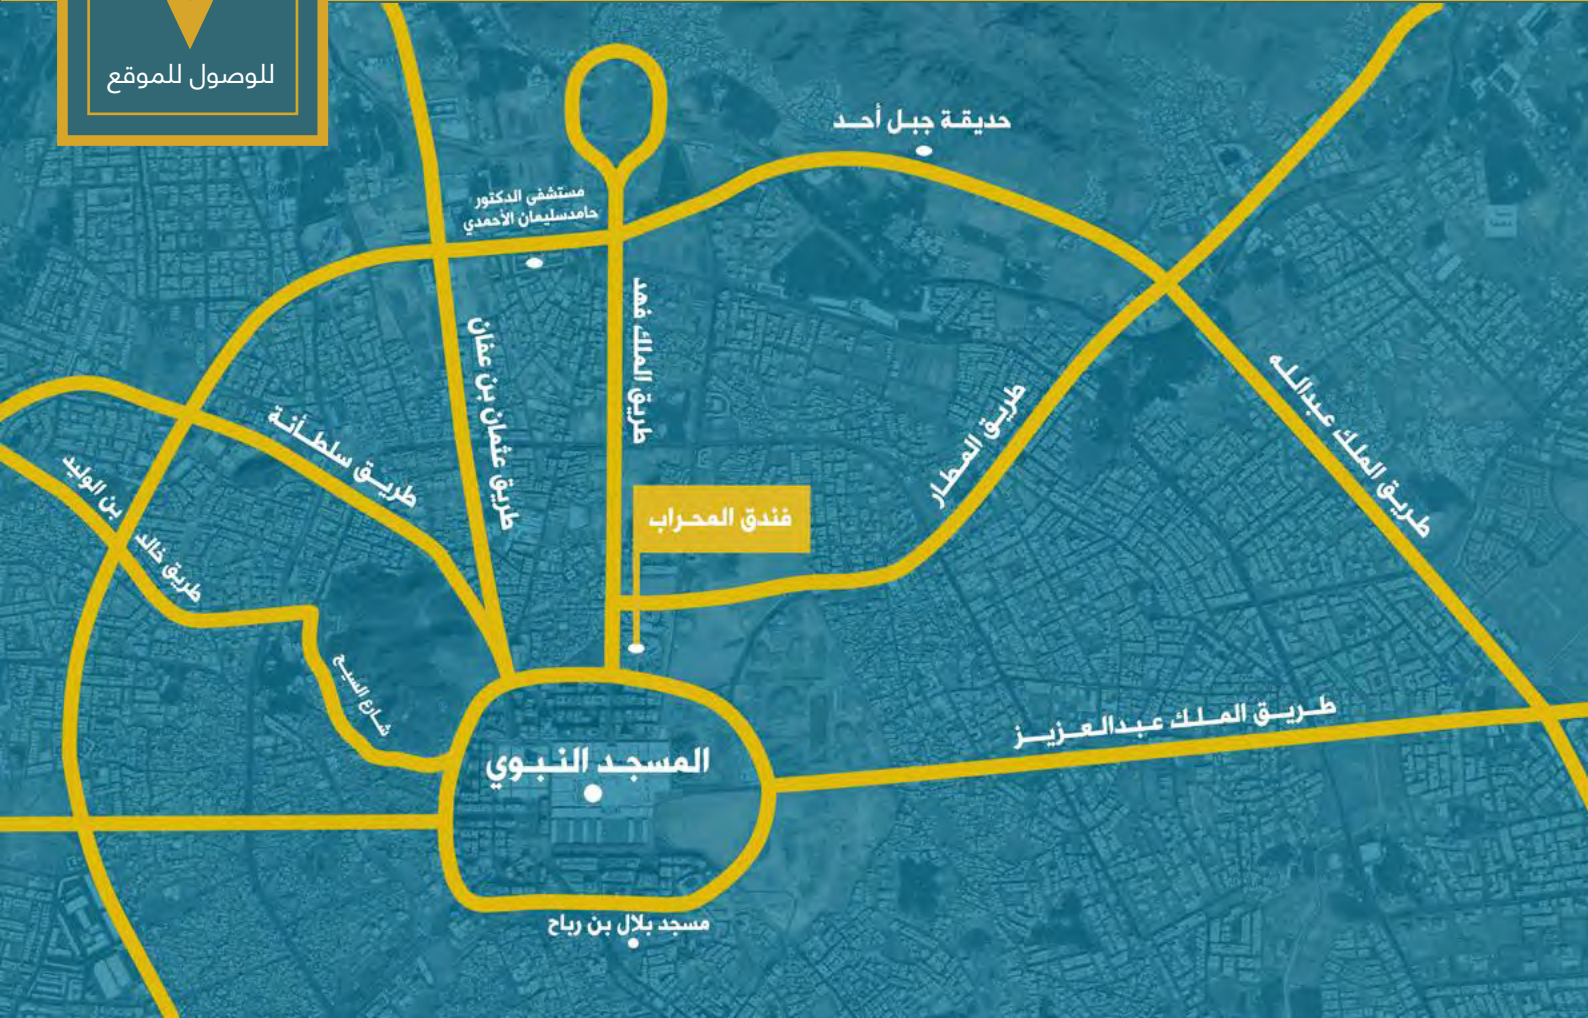 للوصول للموقع
حديقة جبل أحد
مستشفى الدكتور
حامدسليمان الأحمدي
طريق الملك فهد
طريق عثمان بن عفان
طريق سلطانة
طريق خالد بن الوليد
طريق المطار
طريق الملك عبدالله
فندق المحراب
شارع السيح
طريق الملك عبدالعزيز
المسجد النبوي
مسجد بلال بن رباح